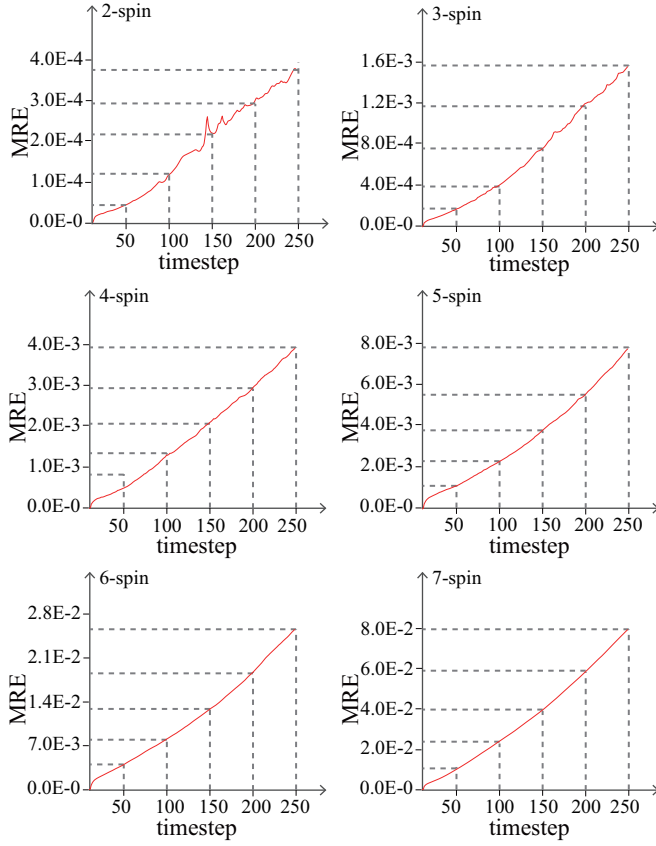 2-spin
4.0E-4
3.0E-4
2.0E-4
1.0E-4
0.0E-0
MRE
50 100 150 200 250
timestep
3-spin
1.6E-3
1.2E-3
8.0E-4
4.0E-4
0.0E-0
MRE
50 100 150 200 250
timestep
4-spin
4.0E-3
3.0E-3
2.0E-3
1.0E-3
0.0E-0
MRE
50 100 150 200 250
timestep
5-spin
8.0E-3
6.0E-3
4.0E-3
2.0E-3
0.0E-0
MRE
50 100 150 200 250
timestep
6-spin
2.8E-2
2.1E-2
1.4E-2
7.0E-3
0.0E-0
MRE
50 100 150 200 250
timestep
7-spin
8.0E-2
6.0E-2
4.0E-2
2.0E-2
0.0E-0
MRE
50 100 150 200 250
timestep